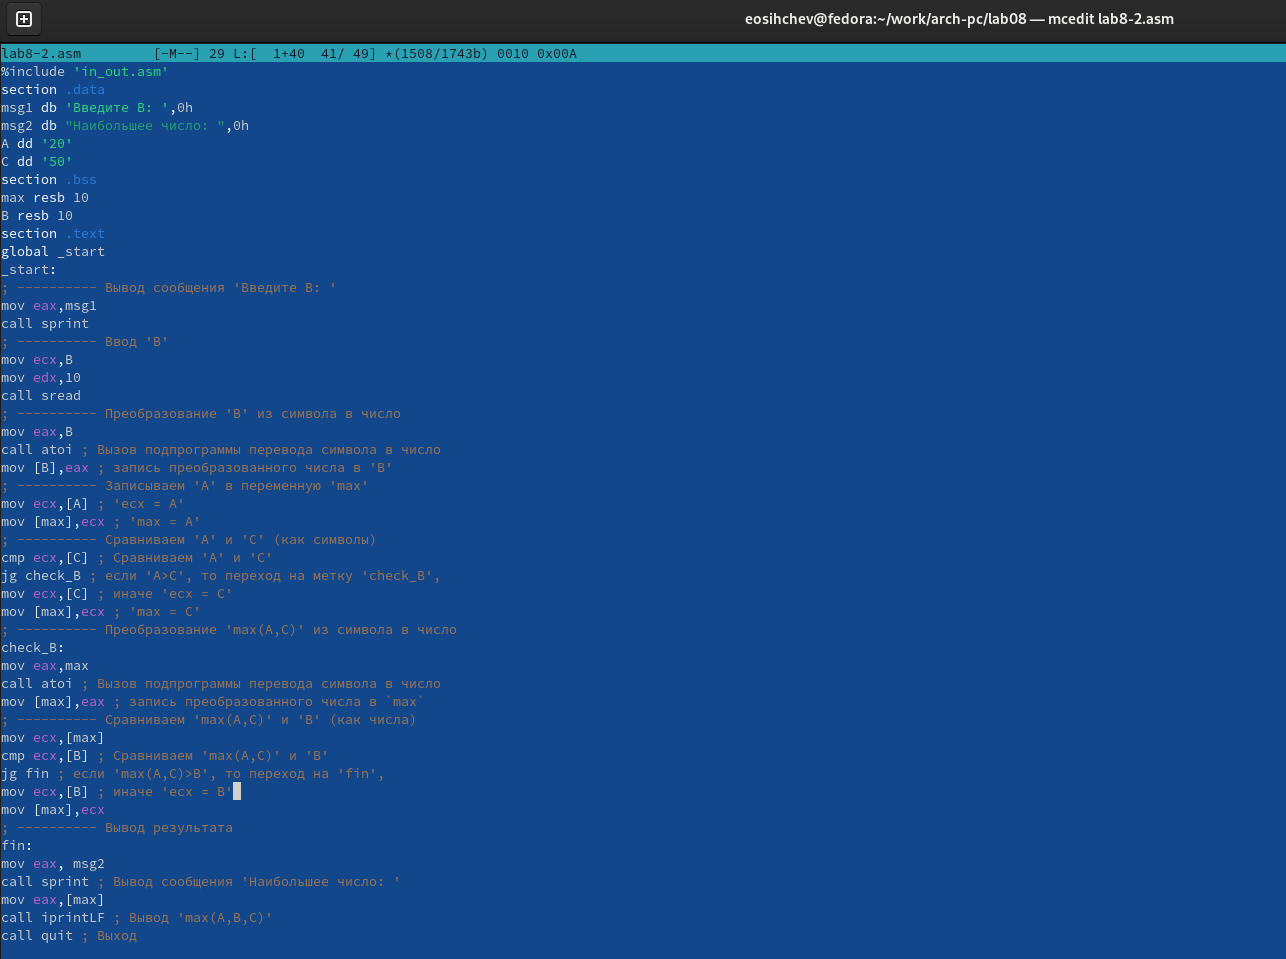 eosihchev@fedora:~/work/arch-pc/lab08 — mcedit lab8-2.asm
lab8-2.asm         [-M--] 29 L:[  1+40  41/ 49] *(1508/1743b) 0010 0x00A
%include 'in_out.asm'
section .data
msg1 db 'Введите B: ',0h
msg2 db "Наибольшее число: ",0h
A dd '20'
C dd '50'
section .bss
max resb 10
B resb 10
section .text
global _start
_start:
; ---------- Вывод сообщения 'Введите B: '
mov eax,msg1
call sprint
; ---------- Ввод 'B'
mov ecx,B
mov edx,10
call sread
; ---------- Преобразование 'B' из символа в число
mov eax,B
call atoi ; Вызов подпрограммы перевода символа в число
mov [B],eax ; запись преобразованного числа в 'B'
; ---------- Записываем 'A' в переменную 'max'
mov ecx,[A] ; 'ecx = A'
mov [max],ecx ; 'max = A'
; ---------- Сравниваем 'A' и 'С' (как символы)
cmp ecx,[C] ; Сравниваем 'A' и 'С'
jg check_B ; если 'A>C', то переход на метку 'check_B',
mov ecx,[C] ; иначе 'ecx = C'
mov [max],ecx ; 'max = C'
; ---------- Преобразование 'max(A,C)' из символа в число
check_B:
mov eax,max
call atoi ; Вызов подпрограммы перевода символа в число
mov [max],eax ; запись преобразованного числа в `max`
; ---------- Сравниваем 'max(A,C)' и 'B' (как числа)
mov ecx,[max]
cmp ecx,[B] ; Сравниваем 'max(A,C)' и 'B'
jg fin ; если 'max(A,C)>B', то переход на 'fin',
mov ecx,[B] ; иначе 'ecx = B'
mov [max],ecx
; ---------- Вывод результата
fin:
mov eax, msg2
call sprint ; Вывод сообщения 'Наибольшее число: '
mov eax,[max]
call iprintLF ; Вывод 'max(A,B,C)'
call quit ; Выход